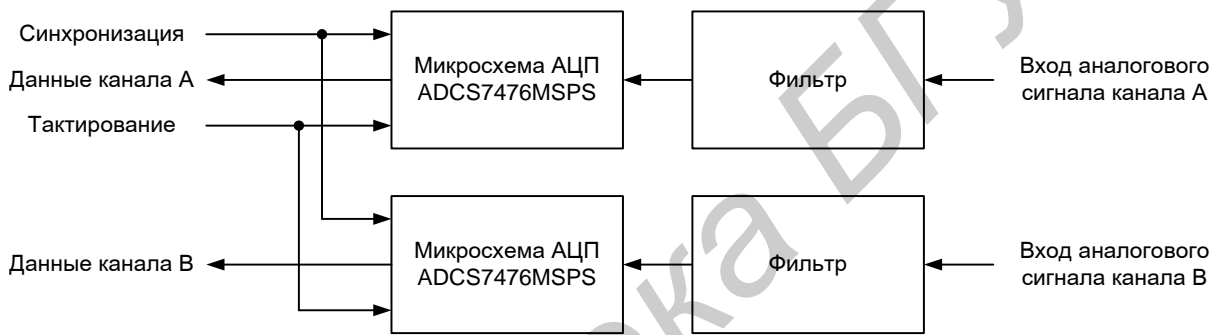 Синхронизация
Данные канала А
Тактирование
Микросхема АЦП
ADCS7476MSPS
Фильтр
Вход аналогового
сигнала канала А
Данные канала В
Микросхема АЦП
ADCS7476MSPS
Фильтр
Вход аналогового
сигнала канала В